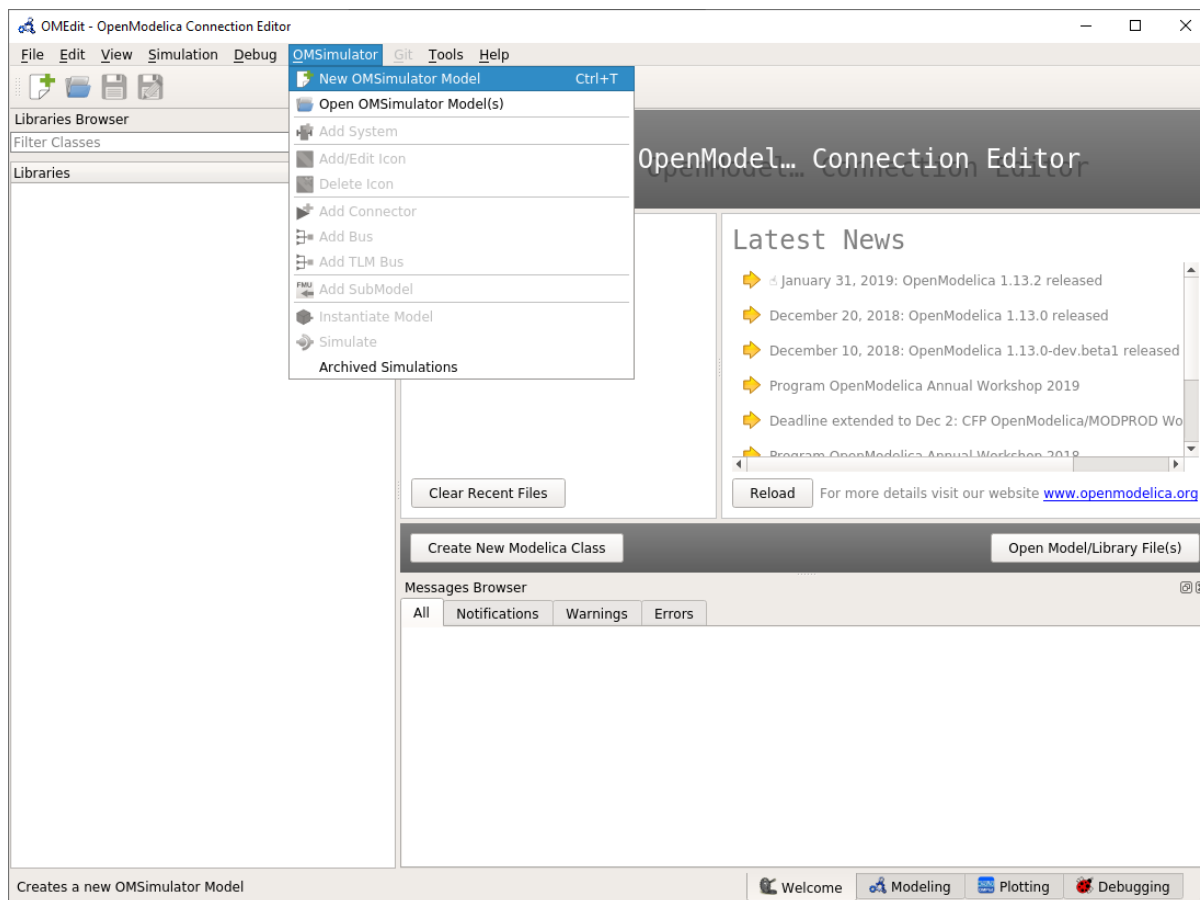 OMEdit - OpenModelica Connection Editor
File Edit View Simulation Debug OMSimulator Git Tools Help
New OMSimulator Model Ctrl+T
Open OMSimulator Model(s)
Add System
Add/Edit Icon
Delete Icon
Add Connector
Add Bus
Add TLM Bus
FMU Add SubModel
Instantiate Model
Simulate
Archived Simulations
Libraries Browser
Filter Classes
Libraries
OpenModel... Connection Editor
Latest News
January 31, 2019: OpenModelica 1.13.2 released
December 20, 2018: OpenModelica 1.13.0 released
December 10, 2018: OpenModelica 1.13.0-dev.beta1 released
Program OpenModelica Annual Workshop 2019
Deadline extended to Dec 2: CFP OpenModelica/MODPROD Wo
Program OpenModelica Annual Workshop 2018
Clear Recent Files
Reload For more details visit our website www.openmodelica.org
Create New Modelica Class
Open Model/Library File(s)
Messages Browser
All Notifications Warnings Errors
Creates a new OMSimulator Model
Welcome Modeling Plotting Debugging